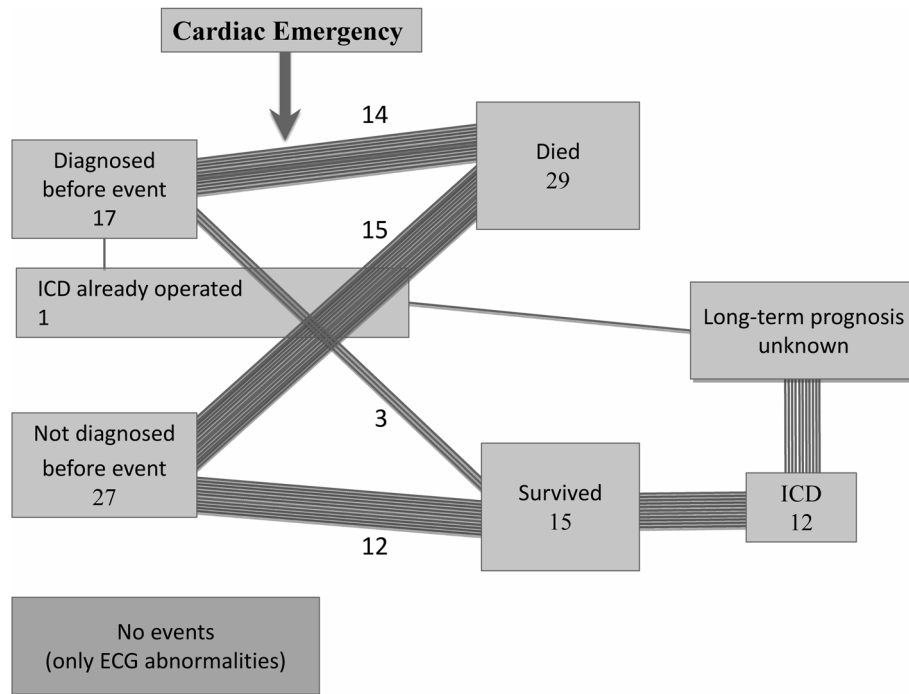 Cardiac Emergency
14
Diagnosed
before event
17
Died
29
15
ICD already operated
1
Long-term prognosis
unknown
3
Not diagnosed
before event
27
Survived
15
ICD
12
12
No events
(only ECG abnormalities)